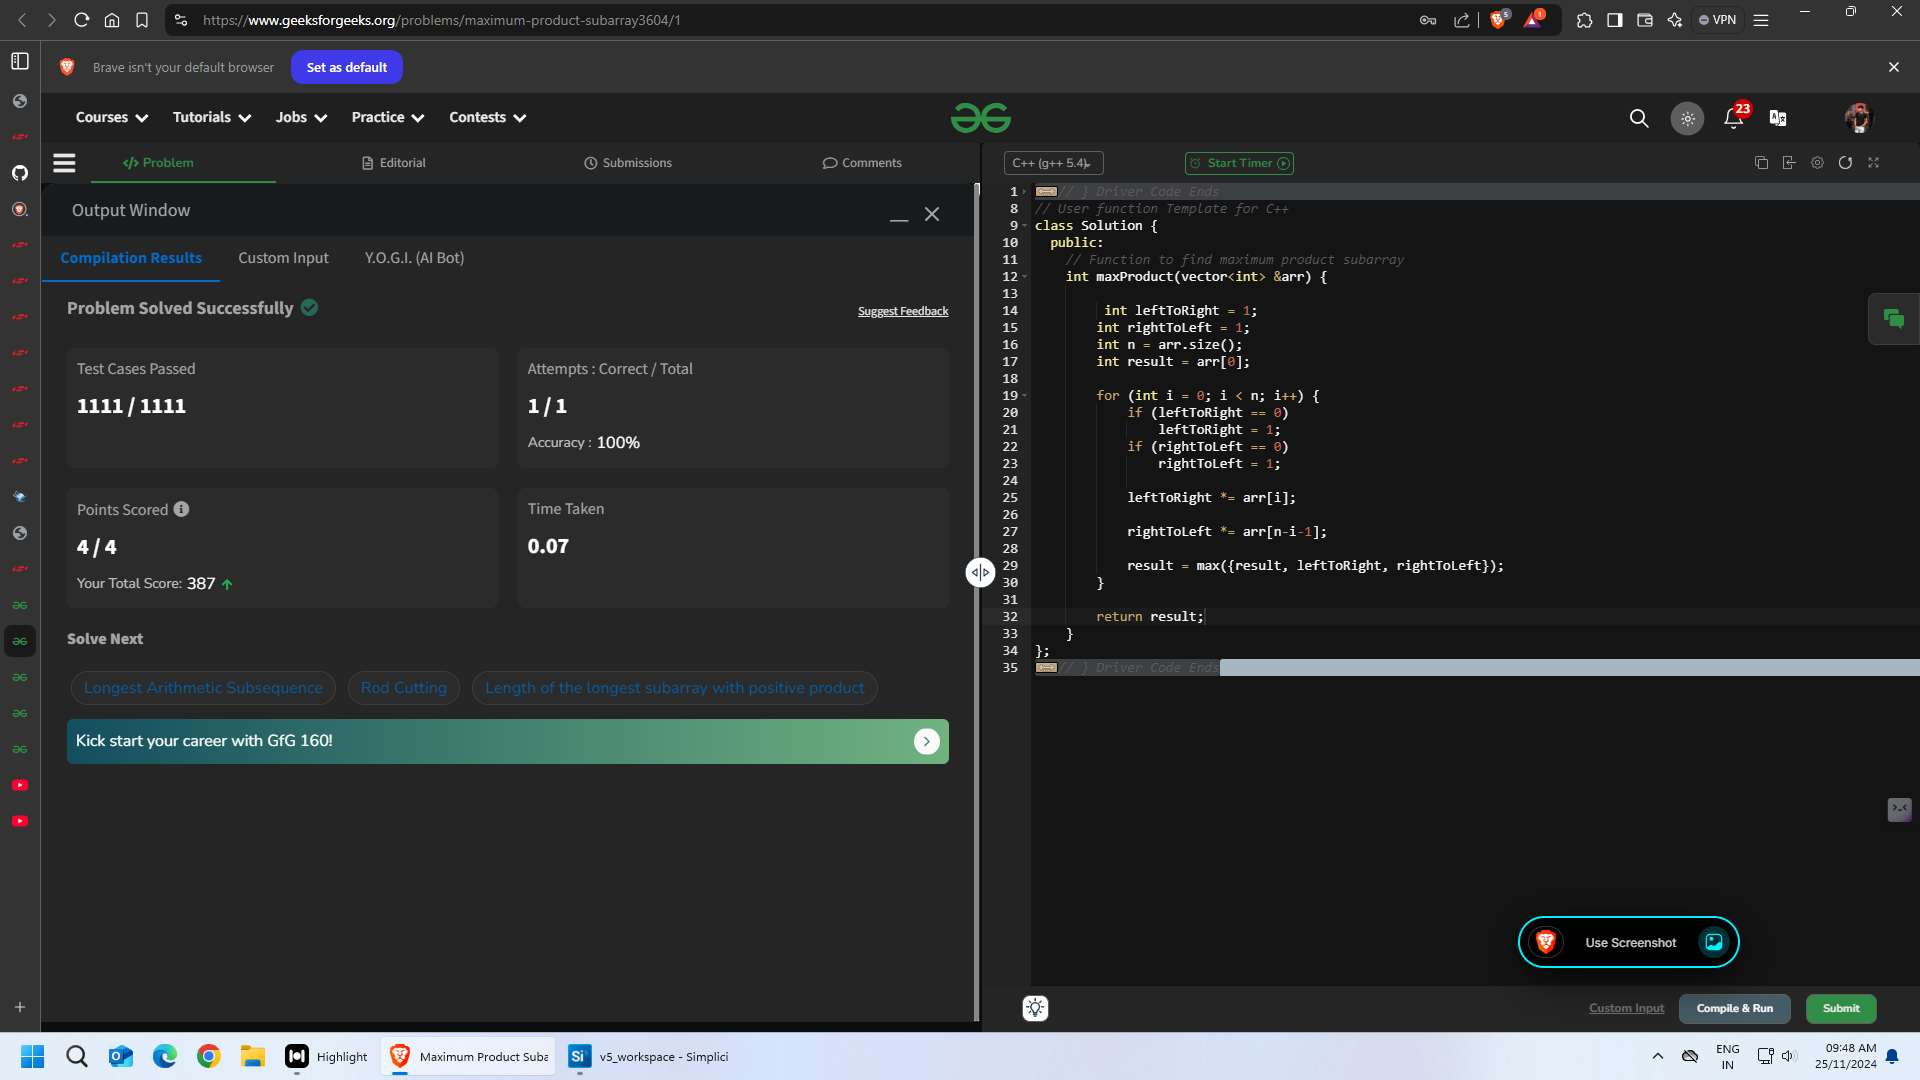 https://www.geeksforgeeks.org/problems/maximum-product-subarray3604/1
5
1
VPN
Brave isn't your default browser
Set as default
Courses
Tutorials
Jobs
Practice
Contests
23
</> Problem
Editorial
Submissions
Comments
C++ (g++ 5.4)
Start Timer
Output Window
Compilation Results
Custom Input
Y.O.G.I. (AI Bot)
Problem Solved Successfully
Suggest Feedback
Test Cases Passed
1111 / 1111
Attempts : Correct / Total
1 / 1
Accuracy : 100%
Points Scored
4 / 4
Your Total Score: 387
Time Taken
0.07
Solve Next
Longest Arithmetic Subsequence
Rod Cutting
Length of the longest subarray with positive product
Kick start your career with GfG 160!
1 // } Driver Code Ends
8 // User function Template for C++
9 class Solution {
10 public:
11 // Function to find maximum product subarray
12 int maxProduct(vector<int> &arr) {
13
14 int leftToRight = 1;
15 int rightToLeft = 1;
16 int n = arr.size();
17 int result = arr[0];
18
19 for (int i = 0; i < n; i++) {
20 if (leftToRight == 0)
21 leftToRight = 1;
22 if (rightToLeft == 0)
23 rightToLeft = 1;
24
25 leftToRight *= arr[i];
26
27 rightToLeft *= arr[n-i-1];
28
29 result = max({result, leftToRight, rightToLeft});
30 }
31
32 return result;
33 }
34 };
35 // } Driver Code Ends
Use Screenshot
Custom Input
Compile & Run
Submit
Highlight
Maximum Product Suba
Si
v5_workspace - Simplici
ENG
IN
09:48 AM
25/11/2024